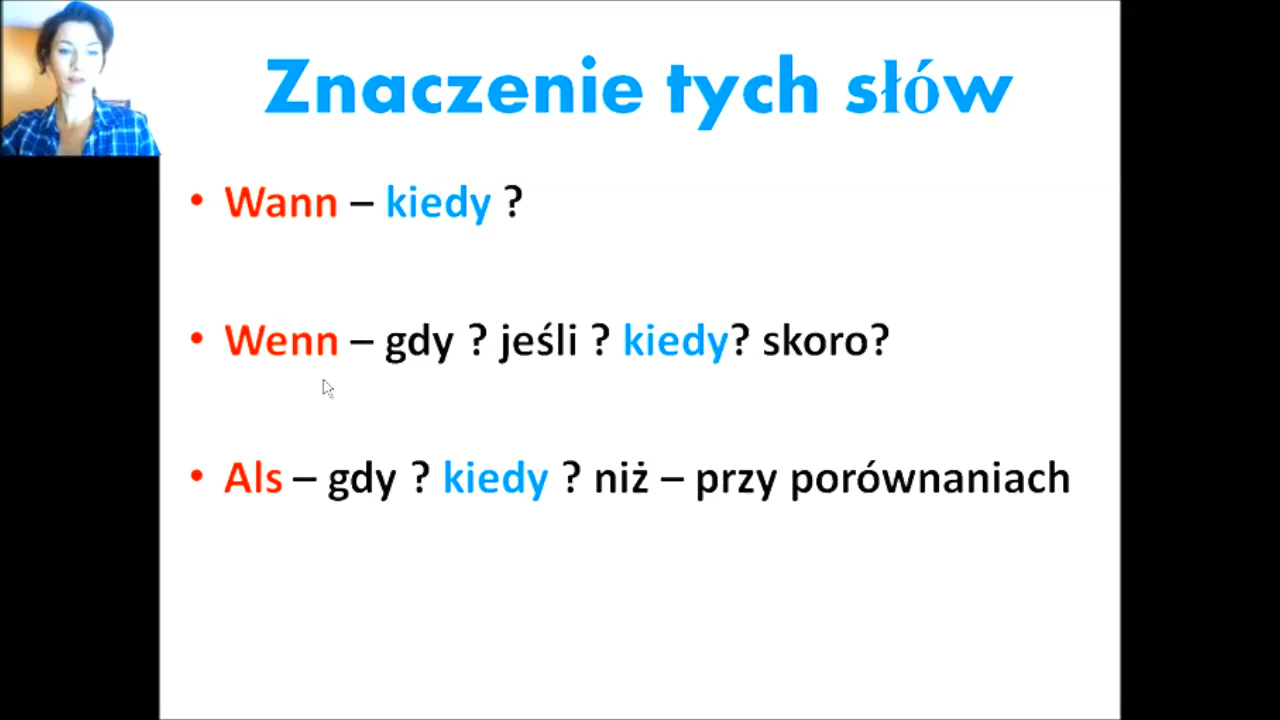 Znaczenie tych słów
• Wann – kiedy ?
• Wenn – gdy ? jeśli ? kiedy? skoro?
• Als – gdy ? kiedy ? niż – przy porównaniach